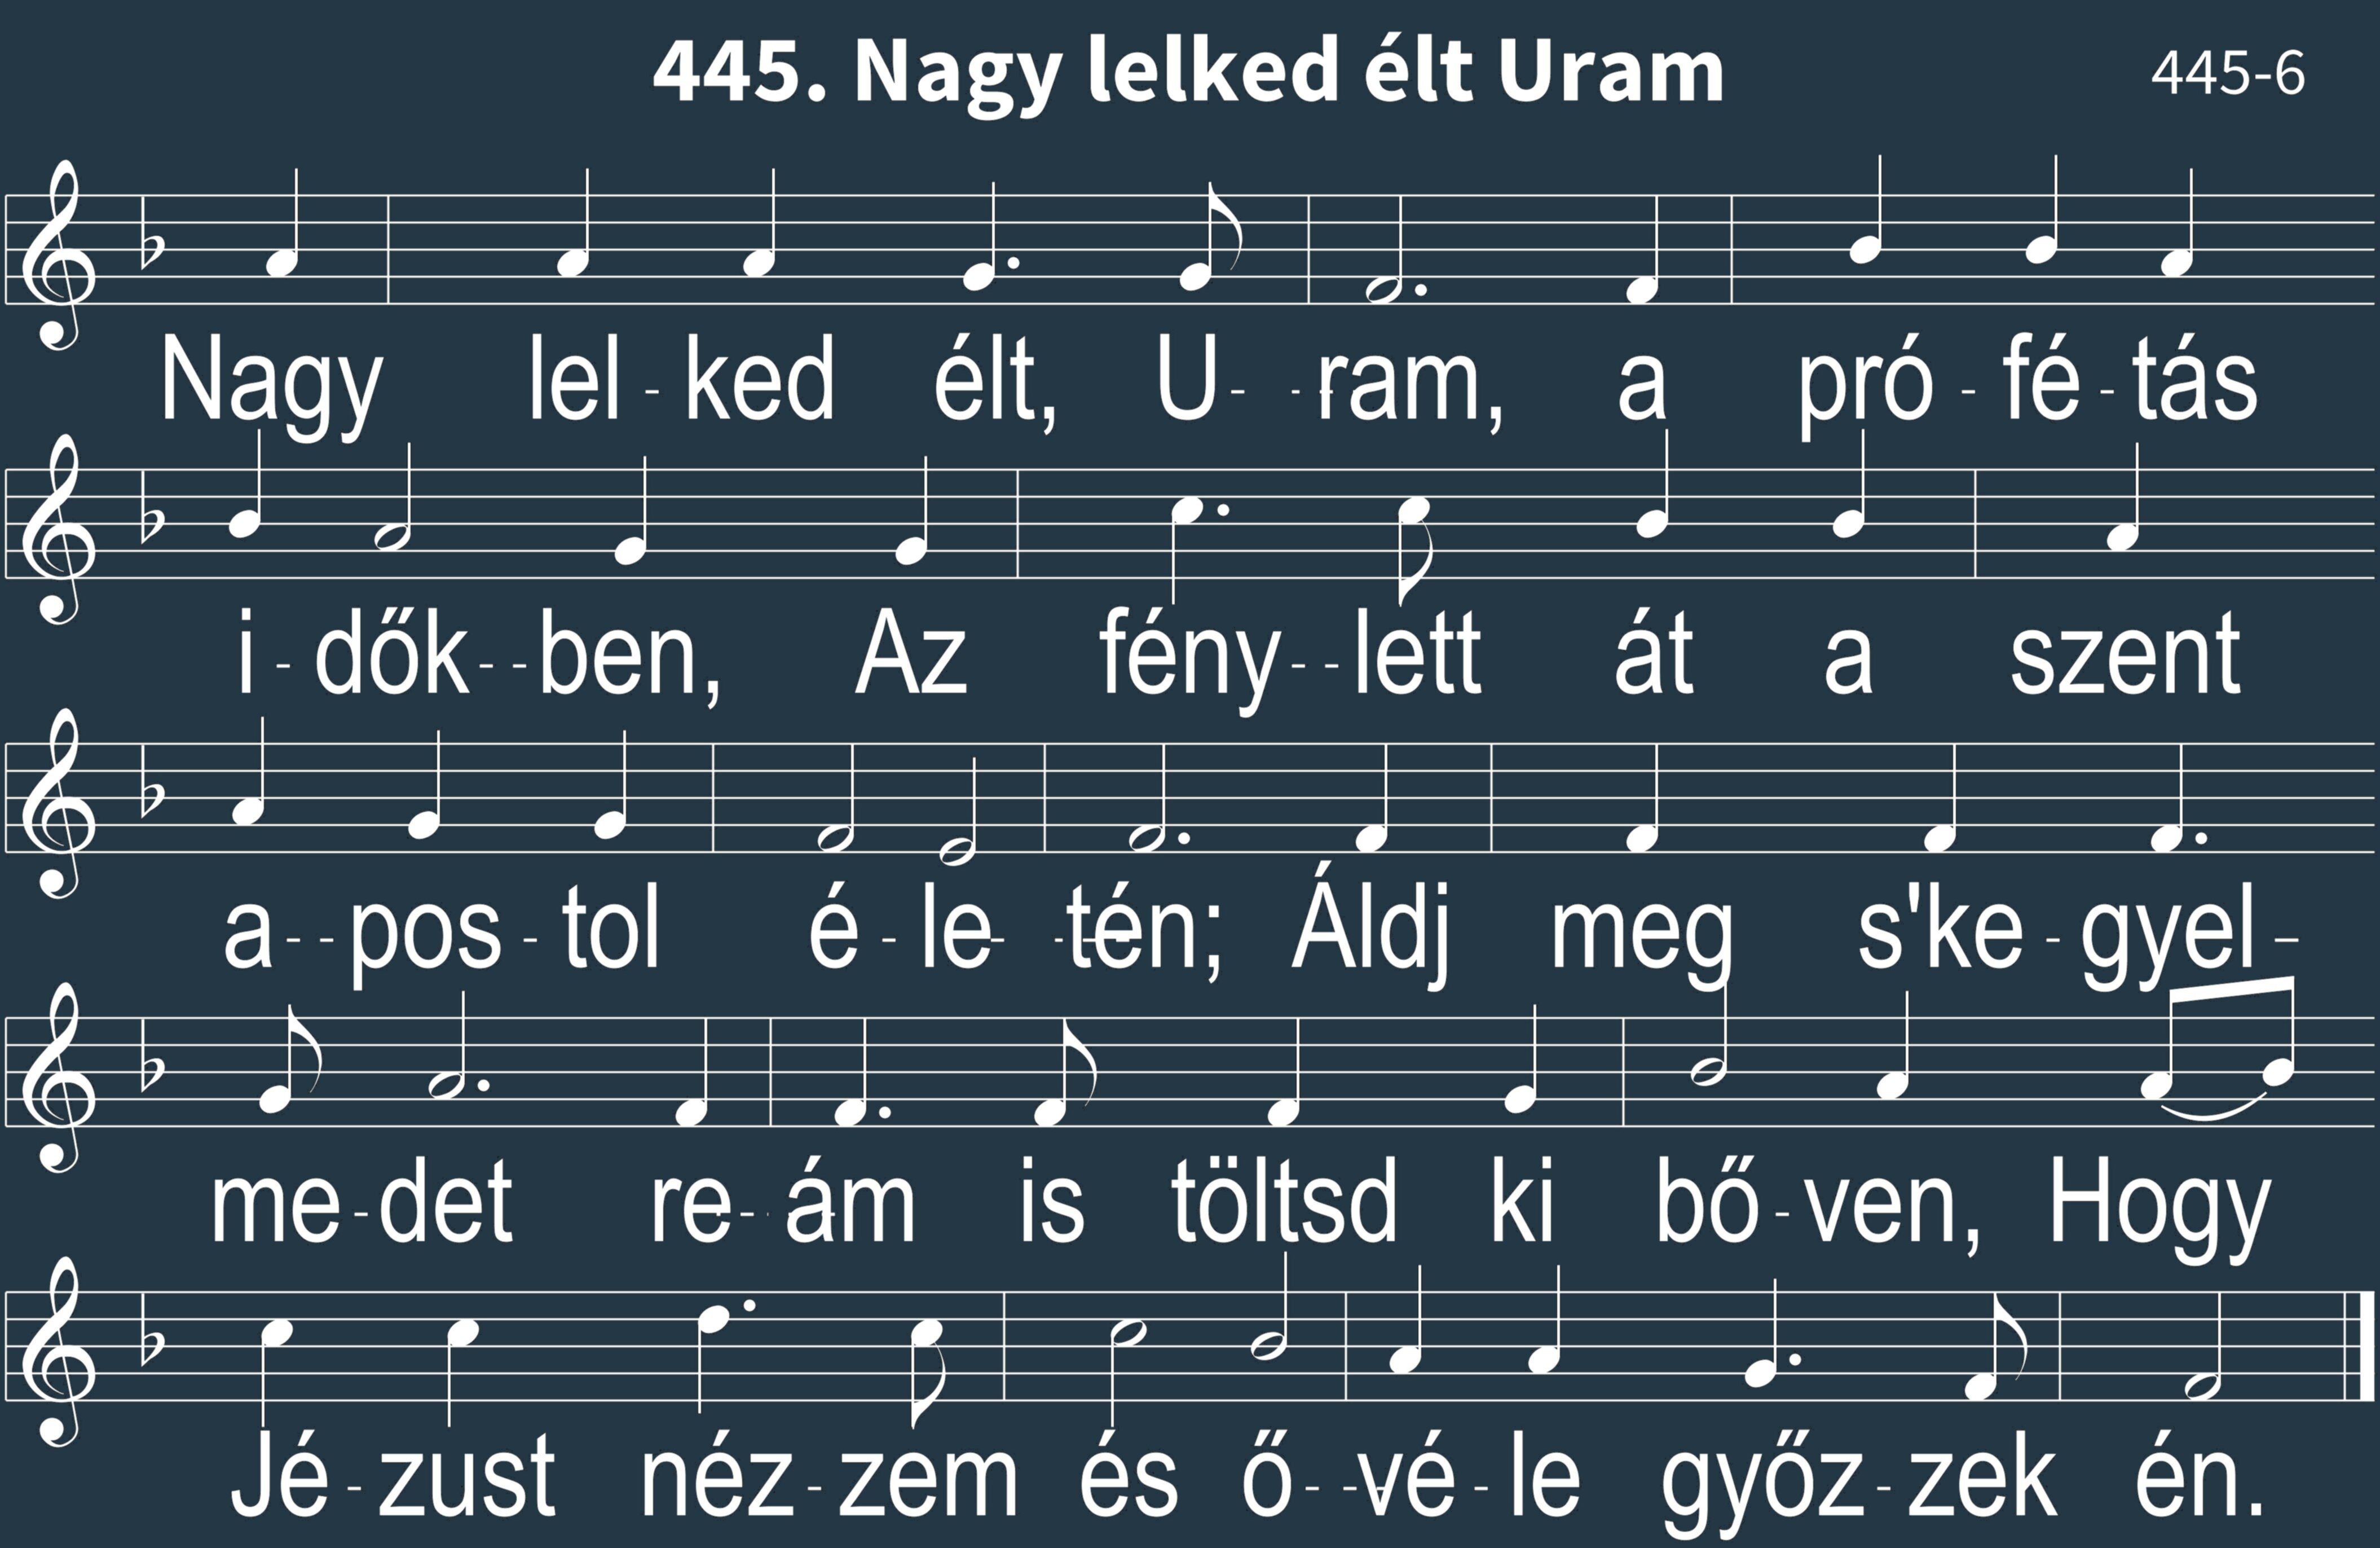 445. Nagy lelked élt Uram
445-6
Nagy lel - ked élt, U- - ram, a pró - fé - tás
i - dők - - ben, Az fény - - lett át a szent
a - - pos - tol é - le- - tén; Áldj meg s'ke - gyel -
me - det re - - ám is töltsd ki bő - ven, Hogy
Jé - zust néz - zem és ő - - vé - le győz - zek én.